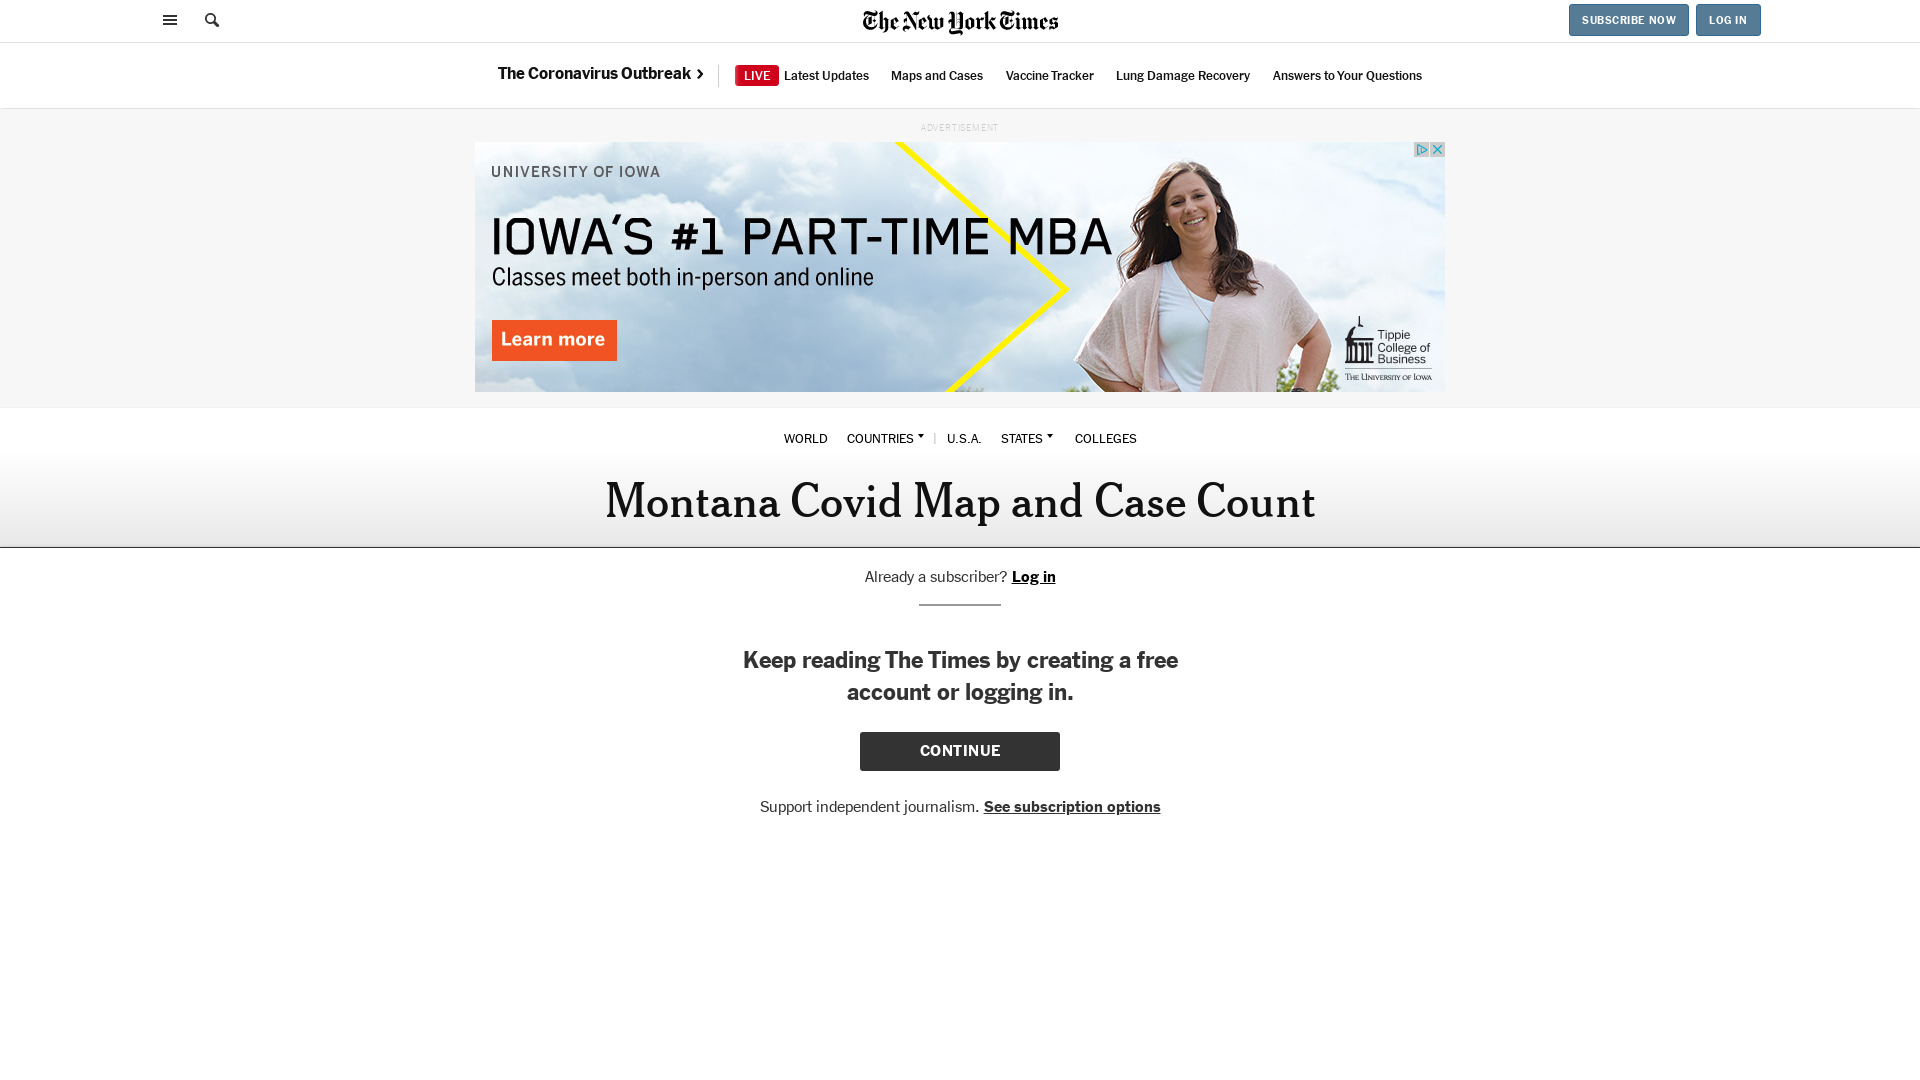 The New York Times
SUBSCRIBE NOW
LOG IN
The Coronavirus Outbreak
LIVE Latest Updates
Maps and Cases
Vaccine Tracker
Lung Damage Recovery
Answers to Your Questions
ADVERTISEMENT
UNIVERSITY OF IOWA
IOWA'S #1 PART-TIME MBA
Classes meet both in-person and online
Learn more
Tippie
College of
Business
THE UNIVERSITY OF IOWA
WORLD COUNTRIES | U.S.A. STATES COLLEGES
Montana Covid Map and Case Count
Already a subscriber? Log in
Keep reading The Times by creating a free
account or logging in.
CONTINUE
Support independent journalism. See subscription options